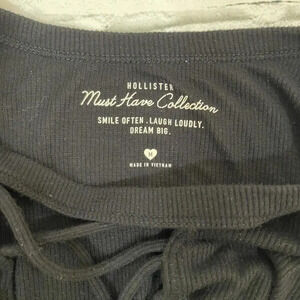 HOLLISTER
Must Have Collection
SMILE OFTEN. LAUGH LOUDLY.
DREAM BIG.
M
MADE IN VIETNAM